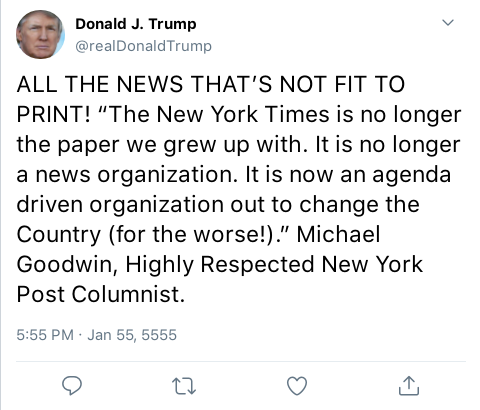 Donald J. Trump
@realDonaldTrump
ALL THE NEWS THAT’S NOT FIT TO
PRINT! “The New York Times is no longer
the paper we grew up with. It is no longer
a news organization. It is now an agenda
driven organization out to change the
Country (for the worse!).” Michael
Goodwin, Highly Respected New York
Post Columnist.
5:55 PM · Jan 55, 5555